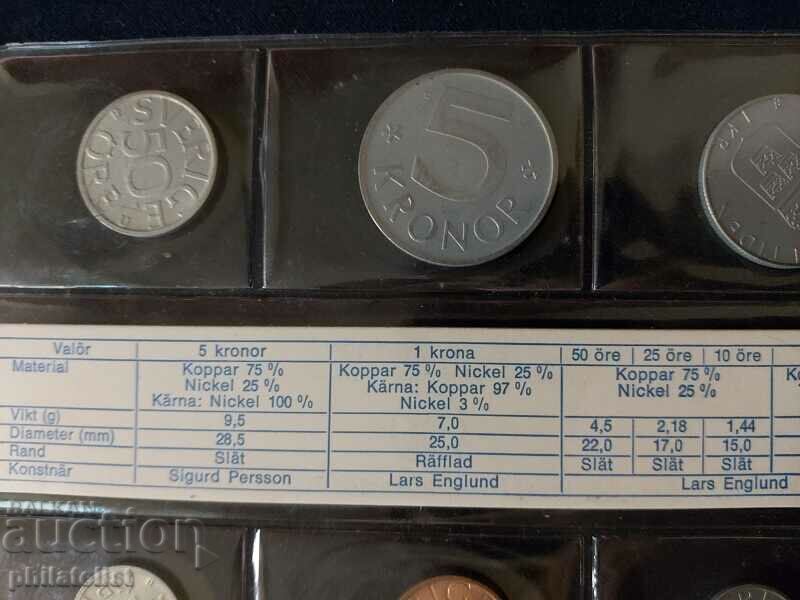 SVERIGE
50
ÖRE
U
5
KRONOR
1 KR
TIDEN
Valör 5 kronor 1 krona 50 öre 25 öre 10 öre
Material Koppar 75 % Koppar 75 % Nickel 25 % Koppar 75 %
Nickel 25 % Kärna: Koppar 97 % Nickel 25 %
Kärna: Nickel 100 % Nickel 3 %
Vikt (g) 9,5 7,0 4,5 2,18 1,44
Diameter (mm) 28,5 25,0 22,0 17,0 15,0
Rand Slät Räfflad Slät Slät Slät
Konstnär Sigurd Persson Lars Englund Lars Englund
BALKAN
Auction
philatelist